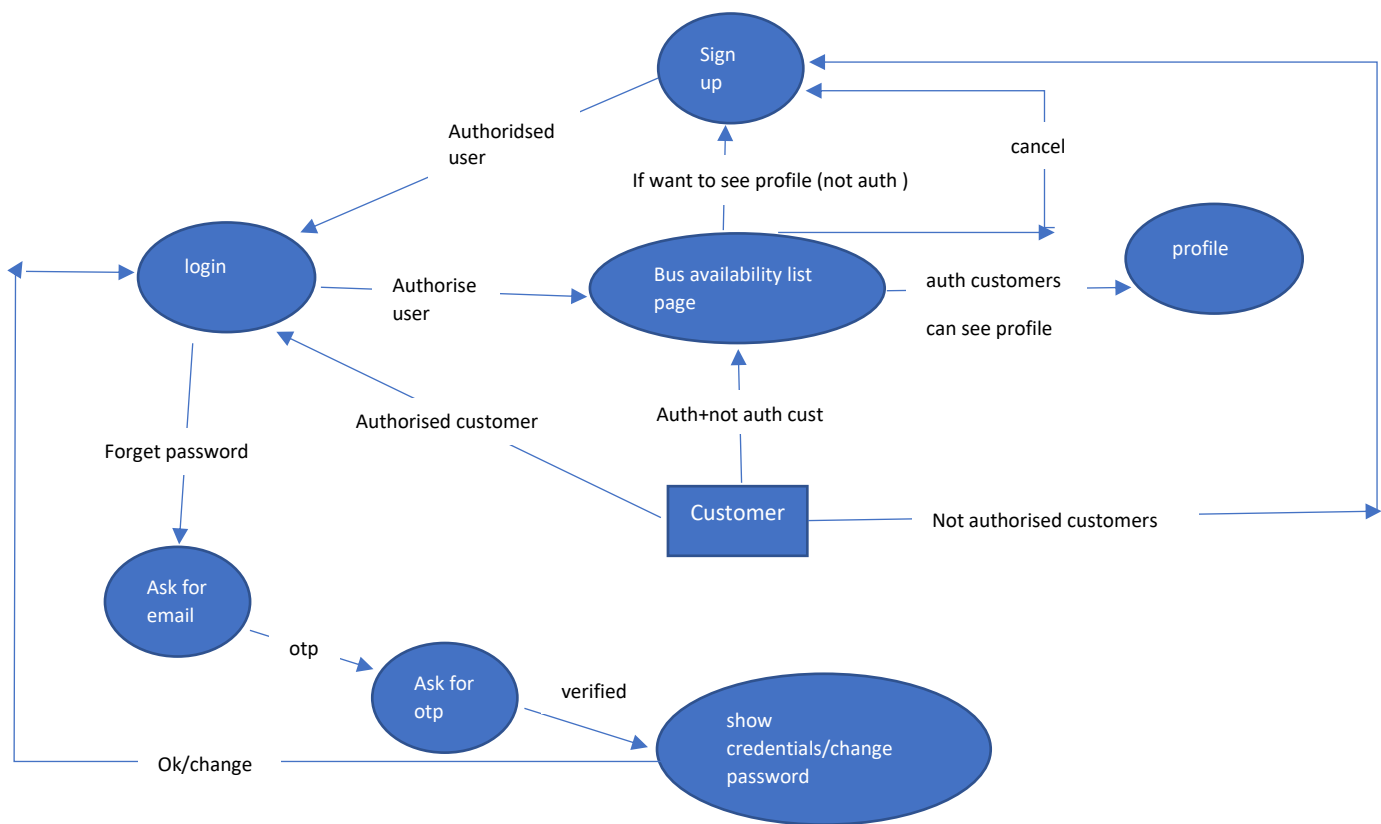 Sign
up
Authoridsed
user
cancel
If want to see profile (not auth )
login
Bus availability list
page
profile
Authorise
user
auth customers
can see profile
Authorised customer
Auth+not auth cust
Forget password
Customer
Not authorised customers
Ask for
email
otp
Ask for
otp
verified
show
credentials/change
password
Ok/change